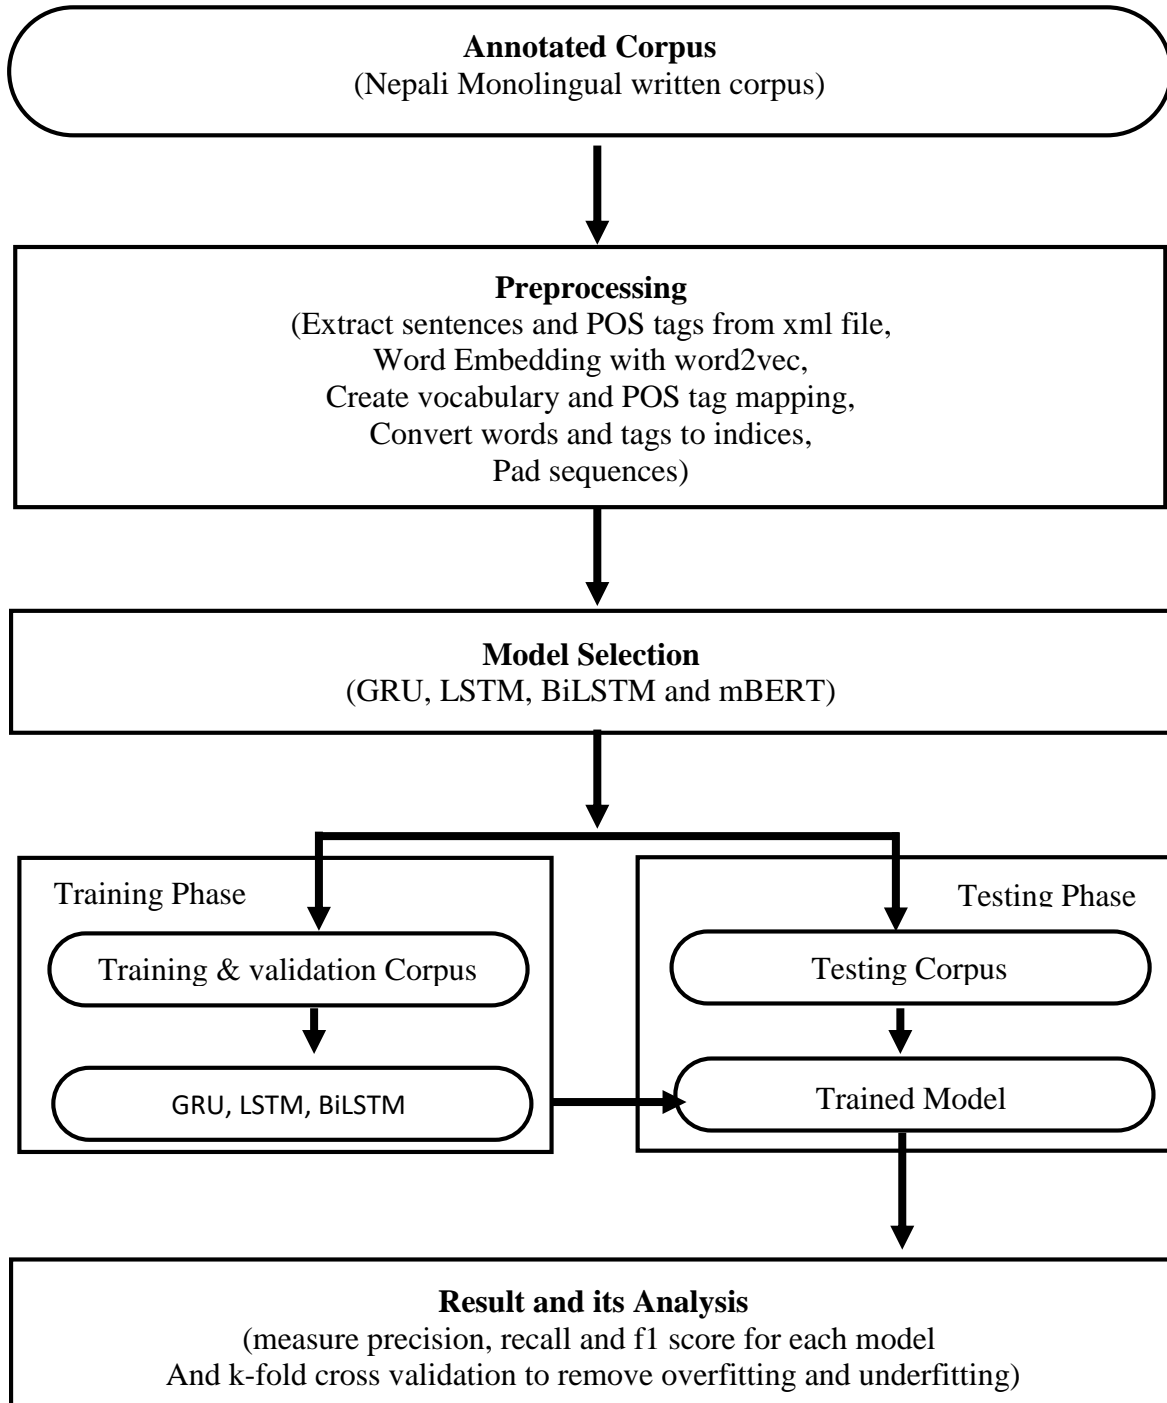 Annotated Corpus
(Nepali Monolingual written corpus)
Preprocessing
(Extract sentences and POS tags from xml file,
Word Embedding with word2vec,
Create vocabulary and POS tag mapping,
Convert words and tags to indices,
Pad sequences)
Model Selection
(GRU, LSTM, BiLSTM and mBERT)
Training Phase
Training & validation Corpus
GRU, LSTM, BiLSTM
Testing Phase
Testing Corpus
Trained Model
Result and its Analysis
(measure precision, recall and f1 score for each model
And k-fold cross validation to remove overfitting and underfitting)